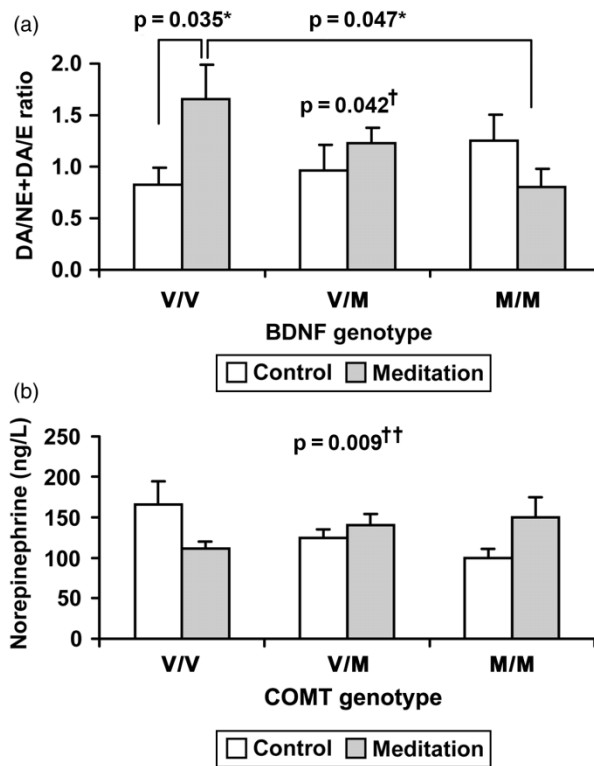 (a)
p = 0.035* p = 0.047*
DA/NE+DA/E ratio
2.0
1.5
1.0
0.5
0.0
p = 0.042†
V/V V/M M/M
BDNF genotype
Control Meditation
(b)
Norepinephrine (ng/L)
250
200
150
100
50
0
p = 0.009††
V/V V/M M/M
COMT genotype
Control Meditation